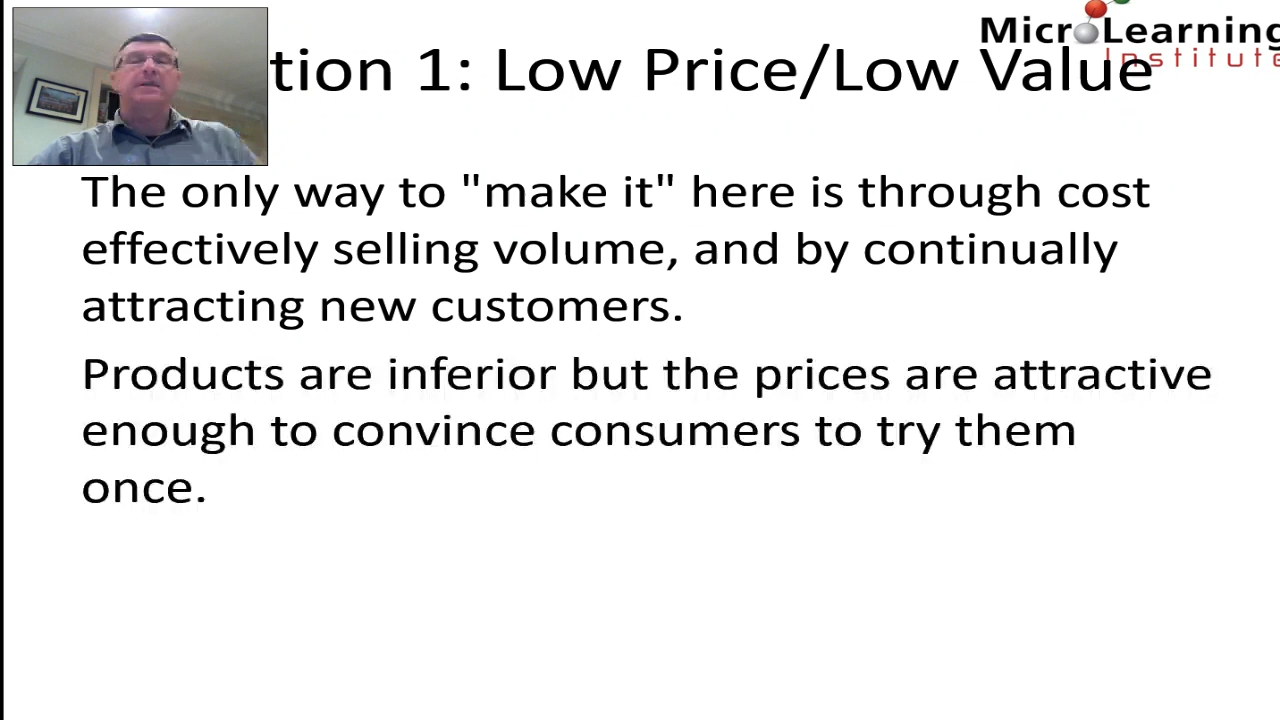 tion 1: Low Price/Low Value
MicroLearning
Institute
The only way to "make it" here is through cost
effectively selling volume, and by continually
attracting new customers.
Products are inferior but the prices are attractive
enough to convince consumers to try them
once.